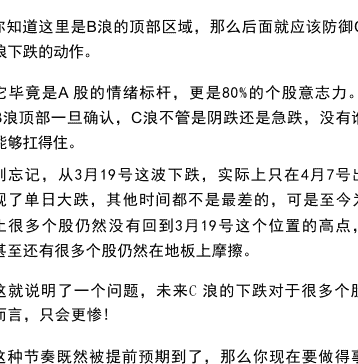 你知道这里是B浪的顶部区域，那么后面就应该防御C
浪下跌的动作。
它毕竟是A 股的情绪标杆，更是80%的个股意志力。
B浪顶部一旦确认，C浪不管是阴跌还是急跌，没有谁
能够扛得住。
别忘记，从3月19号这波下跌，实际上只在4月7号出
现了单日大跌，其他时间都不是最差的，可是至今为
止很多个股仍然没有回到3月19号这个位置的高点，
甚至还有很多个股仍然在地板上摩擦。
这就说明了一个问题，未来C 浪的下跌对于很多个股
而言，只会更惨！
这种节奏既然被提前预期到了，那么你现在要做得事